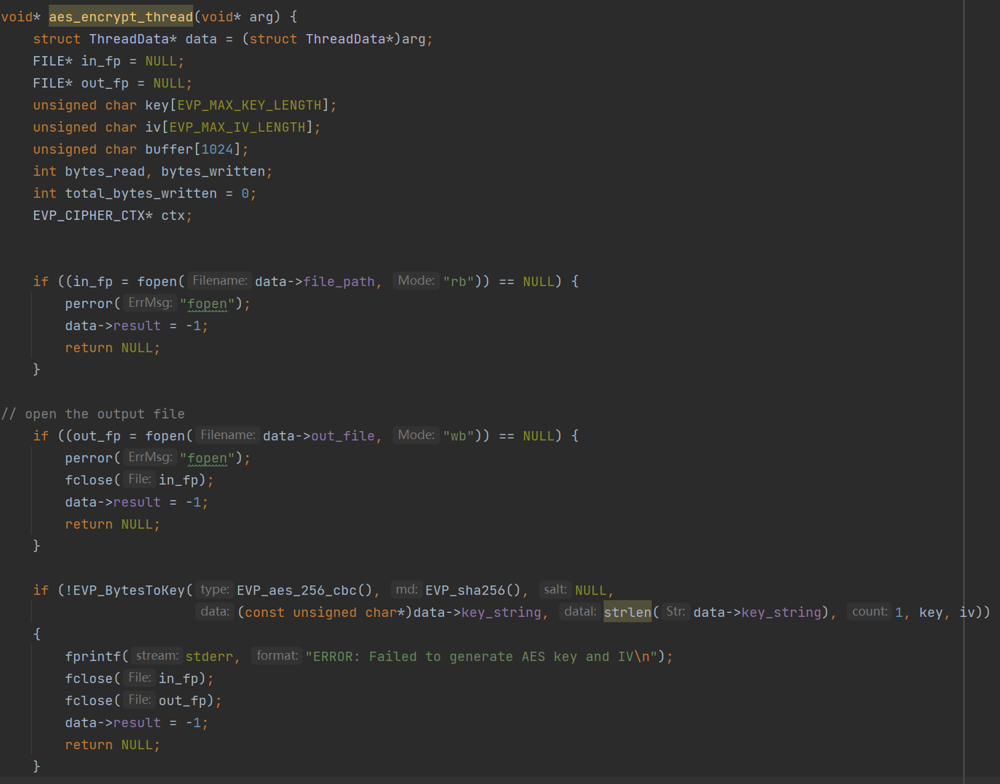 void* aes_encrypt_thread(void* arg) {
    struct ThreadData* data = (struct ThreadData*)arg;
    FILE* in_fp = NULL;
    FILE* out_fp = NULL;
    unsigned char key[EVP_MAX_KEY_LENGTH];
    unsigned char iv[EVP_MAX_IV_LENGTH];
    unsigned char buffer[1024];
    int bytes_read, bytes_written;
    int total_bytes_written = 0;
    EVP_CIPHER_CTX* ctx;
    if ((in_fp = fopen( Filename: data->file_path, Mode: "rb")) == NULL) {
        perror( ErrMsg: "fopen");
        data->result = -1;
        return NULL;
    }
// open the output file
    if ((out_fp = fopen( Filename: data->out_file, Mode: "wb")) == NULL) {
        perror( ErrMsg: "fopen");
        fclose( File: in_fp);
        data->result = -1;
        return NULL;
    }
    if (!EVP_BytesToKey( type: EVP_aes_256_cbc(), md: EVP_sha256(), salt: NULL,
                        data: (const unsigned char*)data->key_string, datal: strlen( Str: data->key_string), count: 1, key, iv))
    {
        fprintf( stream: stderr, format: "ERROR: Failed to generate AES key and IV\n");
        fclose( File: in_fp);
        fclose( File: out_fp);
        data->result = -1;
        return NULL;
    }